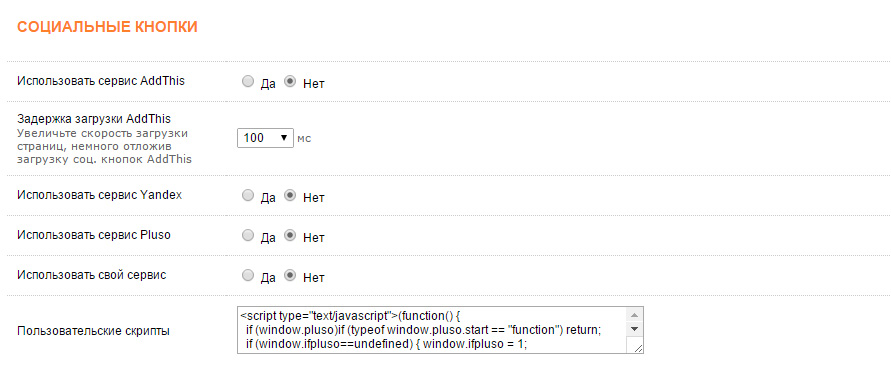 СОЦИАЛЬНЫЕ КНОПКИ
Использовать сервис AddThis
Да Нет
Задержка загрузки AddThis
Увеличьте скорость загрузки
страниц, немного отложив
загрузку соц. кнопок AddThis
100 мс
Использовать сервис Yandex
Да Нет
Использовать сервис Pluso
Да Нет
Использовать свой сервис
Да Нет
Пользовательские скрипты
<script type="text/javascript">(function() {
if (window.pluso)if (typeof window.pluso.start == "function") return;
if (window.ifpluso==undefined) { window.ifpluso = 1;